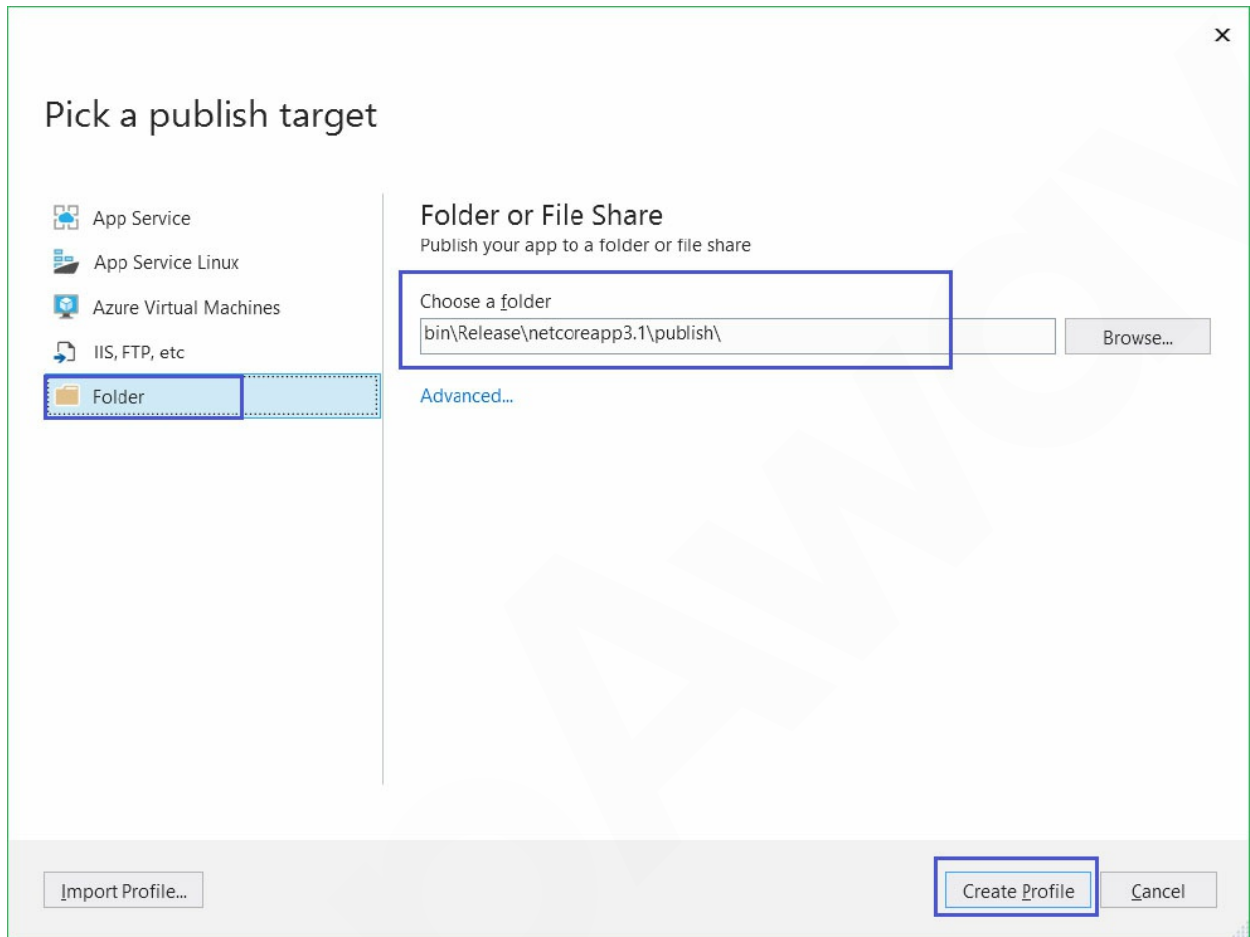 Pick a publish target
App Service
App Service Linux
Azure Virtual Machines
IIS, FTP, etc
Folder
Folder or File Share
Publish your app to a folder or file share
Choose a folder
bin\Release\netcoreapp3.1\publish\
Browse...
Advanced...
Import Profile...
Create Profile
Cancel